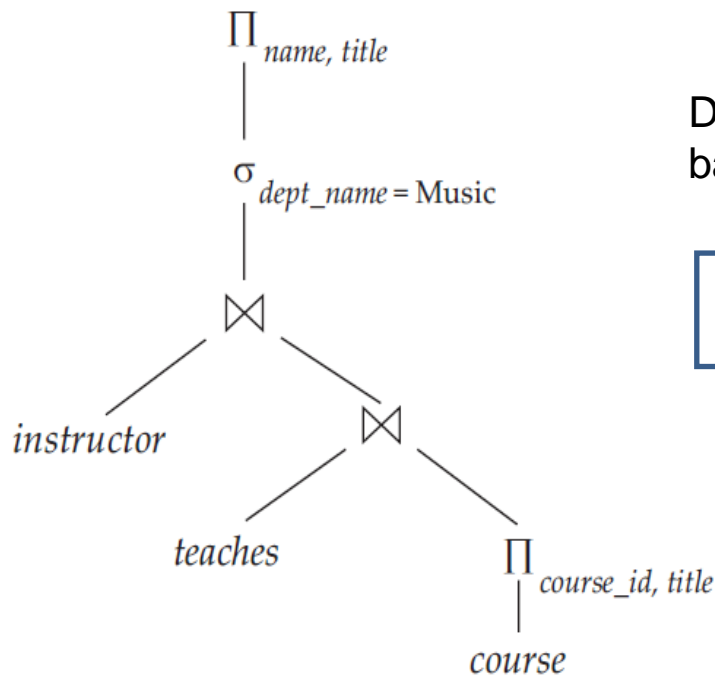 ∏ name, title
σ dept_name = Music
⋈
instructor
⋈
teaches
∏ course_id, title
course